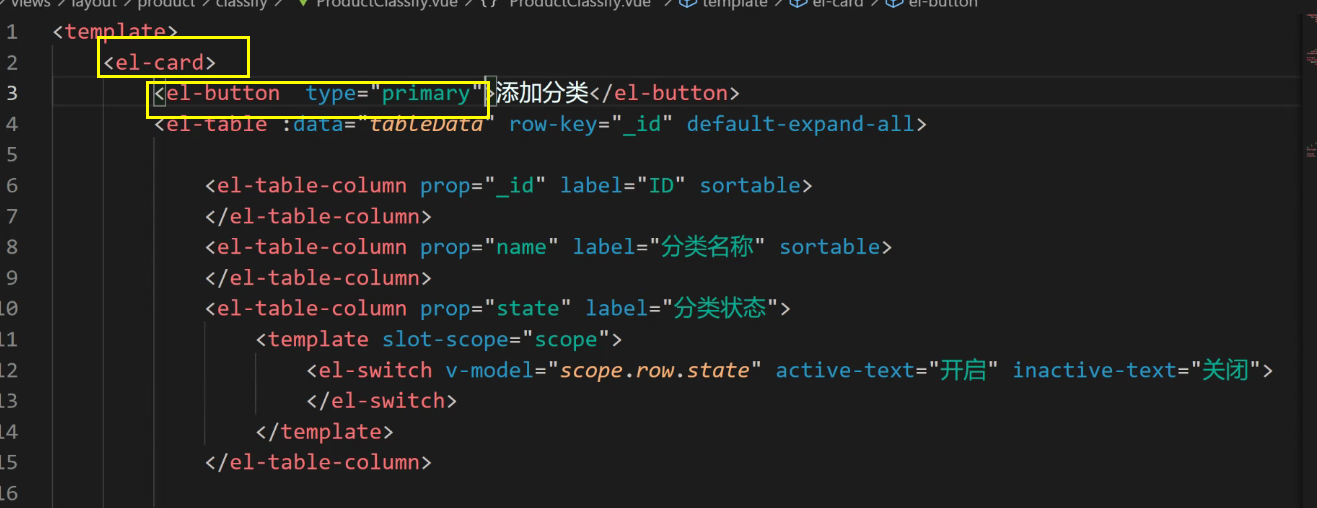 views > layout > product > classify > ProductClassify.vue > {} "ProductClassify.vue" > template > el-card > el-button
1 <template>
2 <el-card>
3 <el-button  type="primary">添加分类</el-button>
4 <el-table :data="tableData" row-key="_id" default-expand-all>
5
6 <el-table-column prop="_id" label="ID" sortable>
7 </el-table-column>
8 <el-table-column prop="name" label="分类名称" sortable>
9 </el-table-column>
10 <el-table-column prop="state" label="分类状态">
11 <template slot-scope="scope">
12 <el-switch v-model="scope.row.state" active-text="开启" inactive-text="关闭">
13 </el-switch>
14 </template>
15 </el-table-column>
16